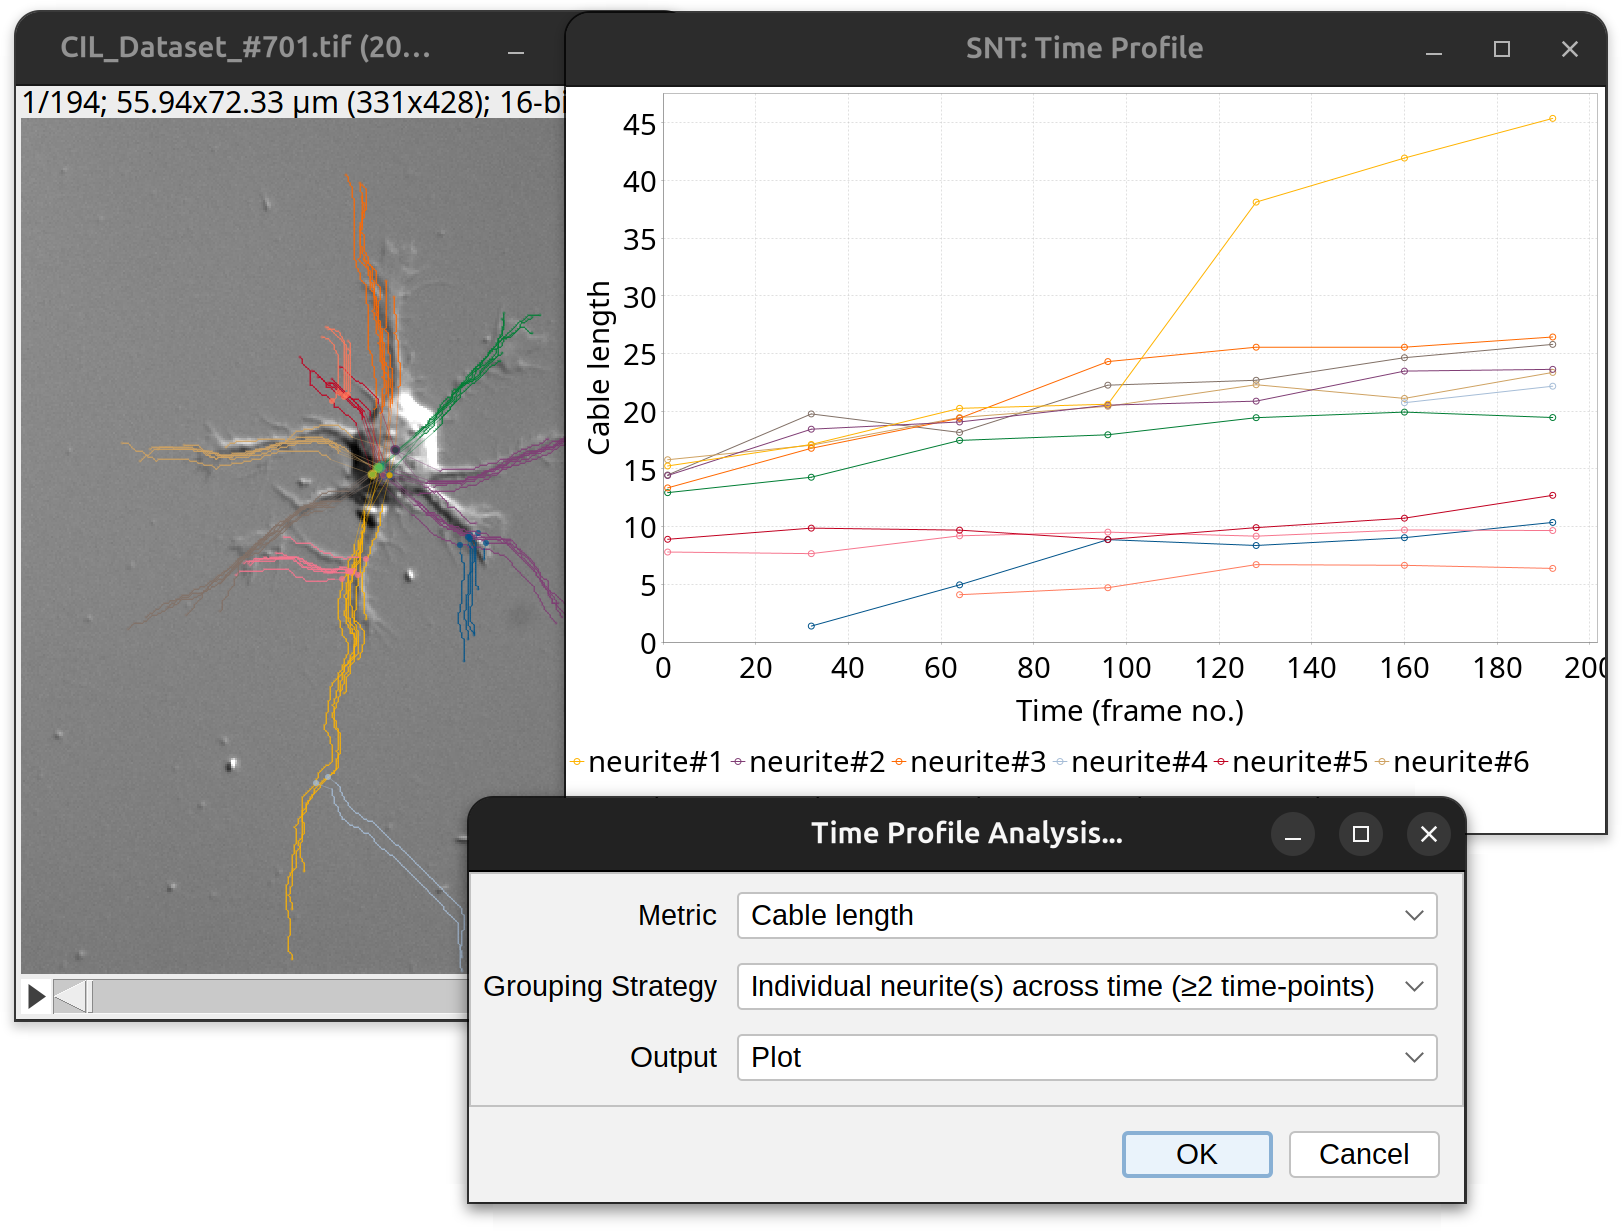 CIL_Dataset_#701.tif (20...
1/194; 55.94x72.33 µm (331x428); 16-bi
SNT: Time Profile
45
40
35
30
25
20
15
10
5
0
Cable length
0 20 40 60 80 100 120 140 160 180 200
Time (frame no.)
neurite#1 neurite#2 neurite#3 neurite#4 neurite#5 neurite#6
Time Profile Analysis...
Metric Cable length
Grouping Strategy Individual neurite(s) across time (≥2 time-points)
Output Plot
OK Cancel